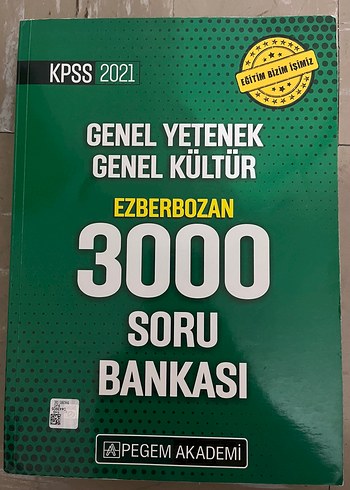 KPSS 2021
EĞİTİM BİZİM İŞİMİZ
GENEL YETENEK
GENEL KÜLTÜR
EZBERBOZAN
3000
SORU
BANKASI
PEGEM AKADEMİ